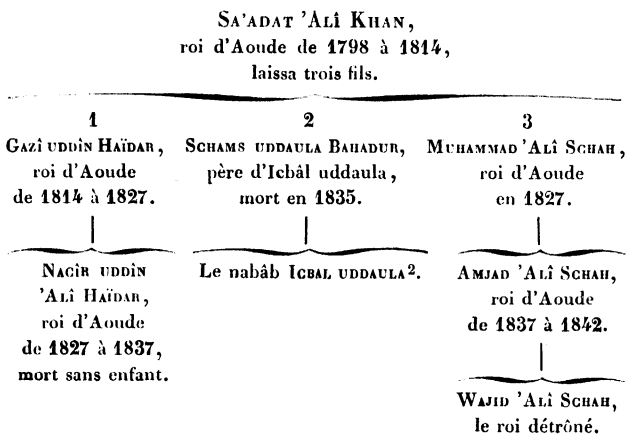 SA'ADAT 'ALÎ KHAN,
roi d'Aoude de 1798 à 1814,
laissa trois fils.
1
GAZÎ UDDÎN HAÏDAR,
roi d'Aoude
de 1814 à 1827.
NACÎR UDDÎN
'ALÎ HAÏDAR,
roi d'Aoude
de 1827 à 1837,
mort sans enfant.
2
SCHAMS UDDAULA BAHADUR,
père d'Icbâl uddaula,
mort en 1835.
Le nabâb ICBAL UDDAULA².
3
MUHAMMAD 'ALÎ SCHAH,
roi d'Aoude
en 1827.
AMJAD 'ALÎ SCHAH,
roi d'Aoude
de 1837 à 1842.
WAJID 'ALÎ SCHAH,
le roi détrôné.